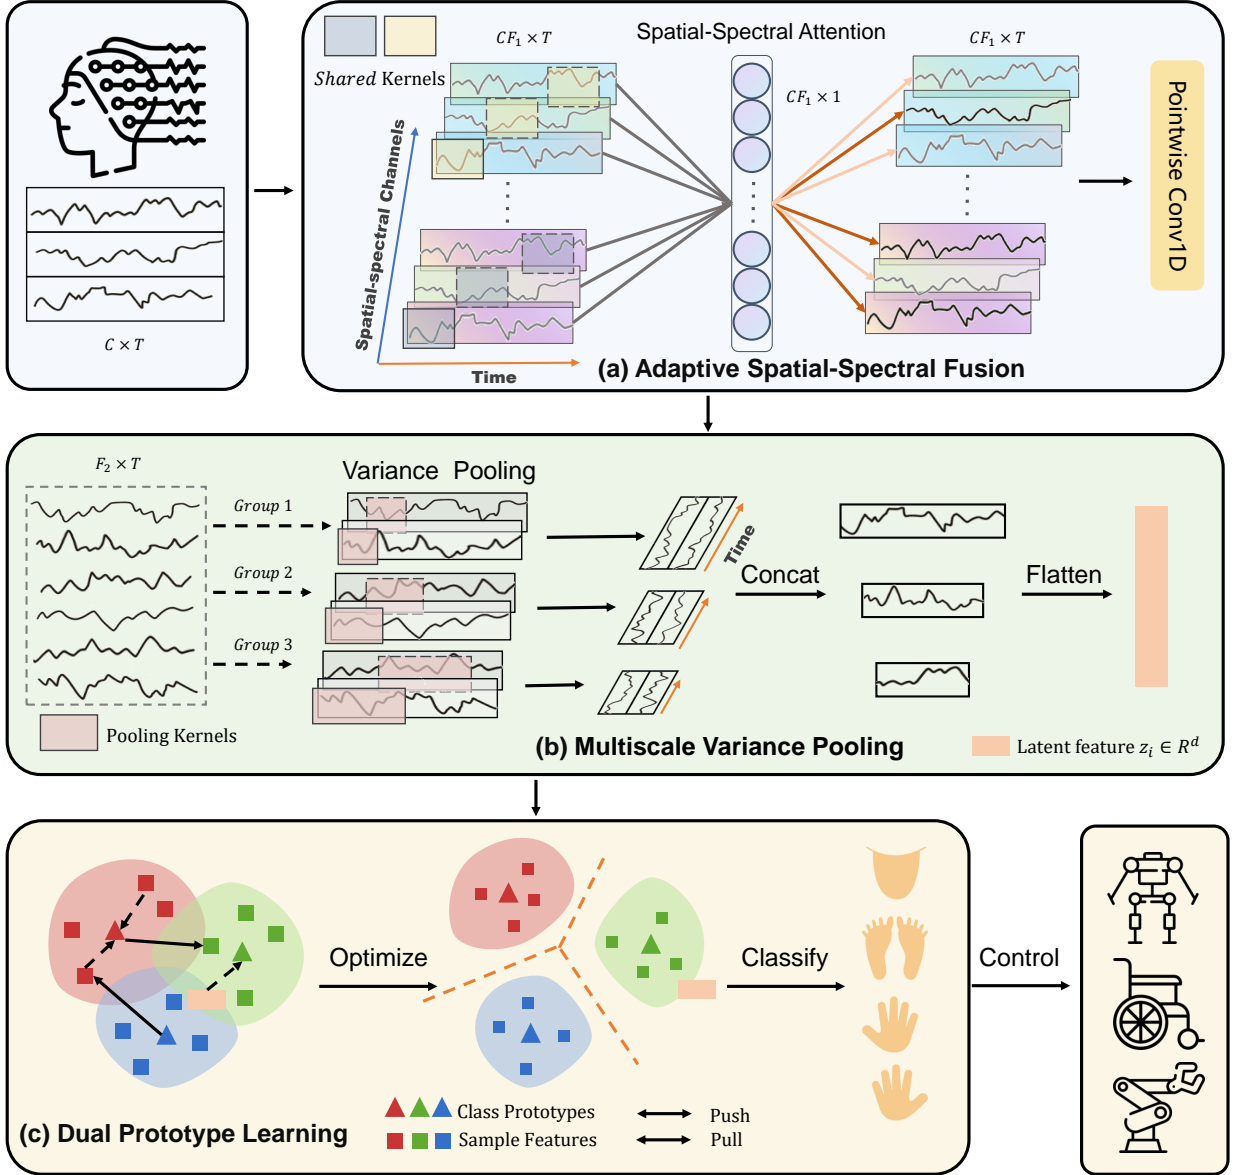 C × T
Shared Kernels
CF₁ × T
Spatial-Spectral Attention
CF₁ × 1
CF₁ × T
Pointwise Conv1D
Spatial-spectral Channels
Time
(a) Adaptive Spatial-Spectral Fusion
F₂ × T
Variance Pooling
Group 1
Group 2
Group 3
Time
Concat
Flatten
Pooling Kernels
(b) Multiscale Variance Pooling
Latent feature zᵢ ∈ Rᵈ
Optimize
Classify
Control
Class Prototypes
Push
Sample Features
Pull
(c) Dual Prototype Learning